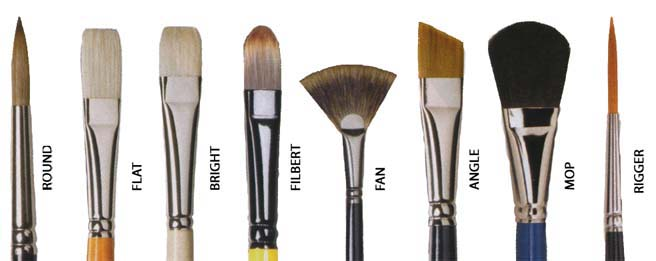 ROUND
FLAT
BRIGHT
FILBERT
FAN
ANGLE
MOP
RIGGER